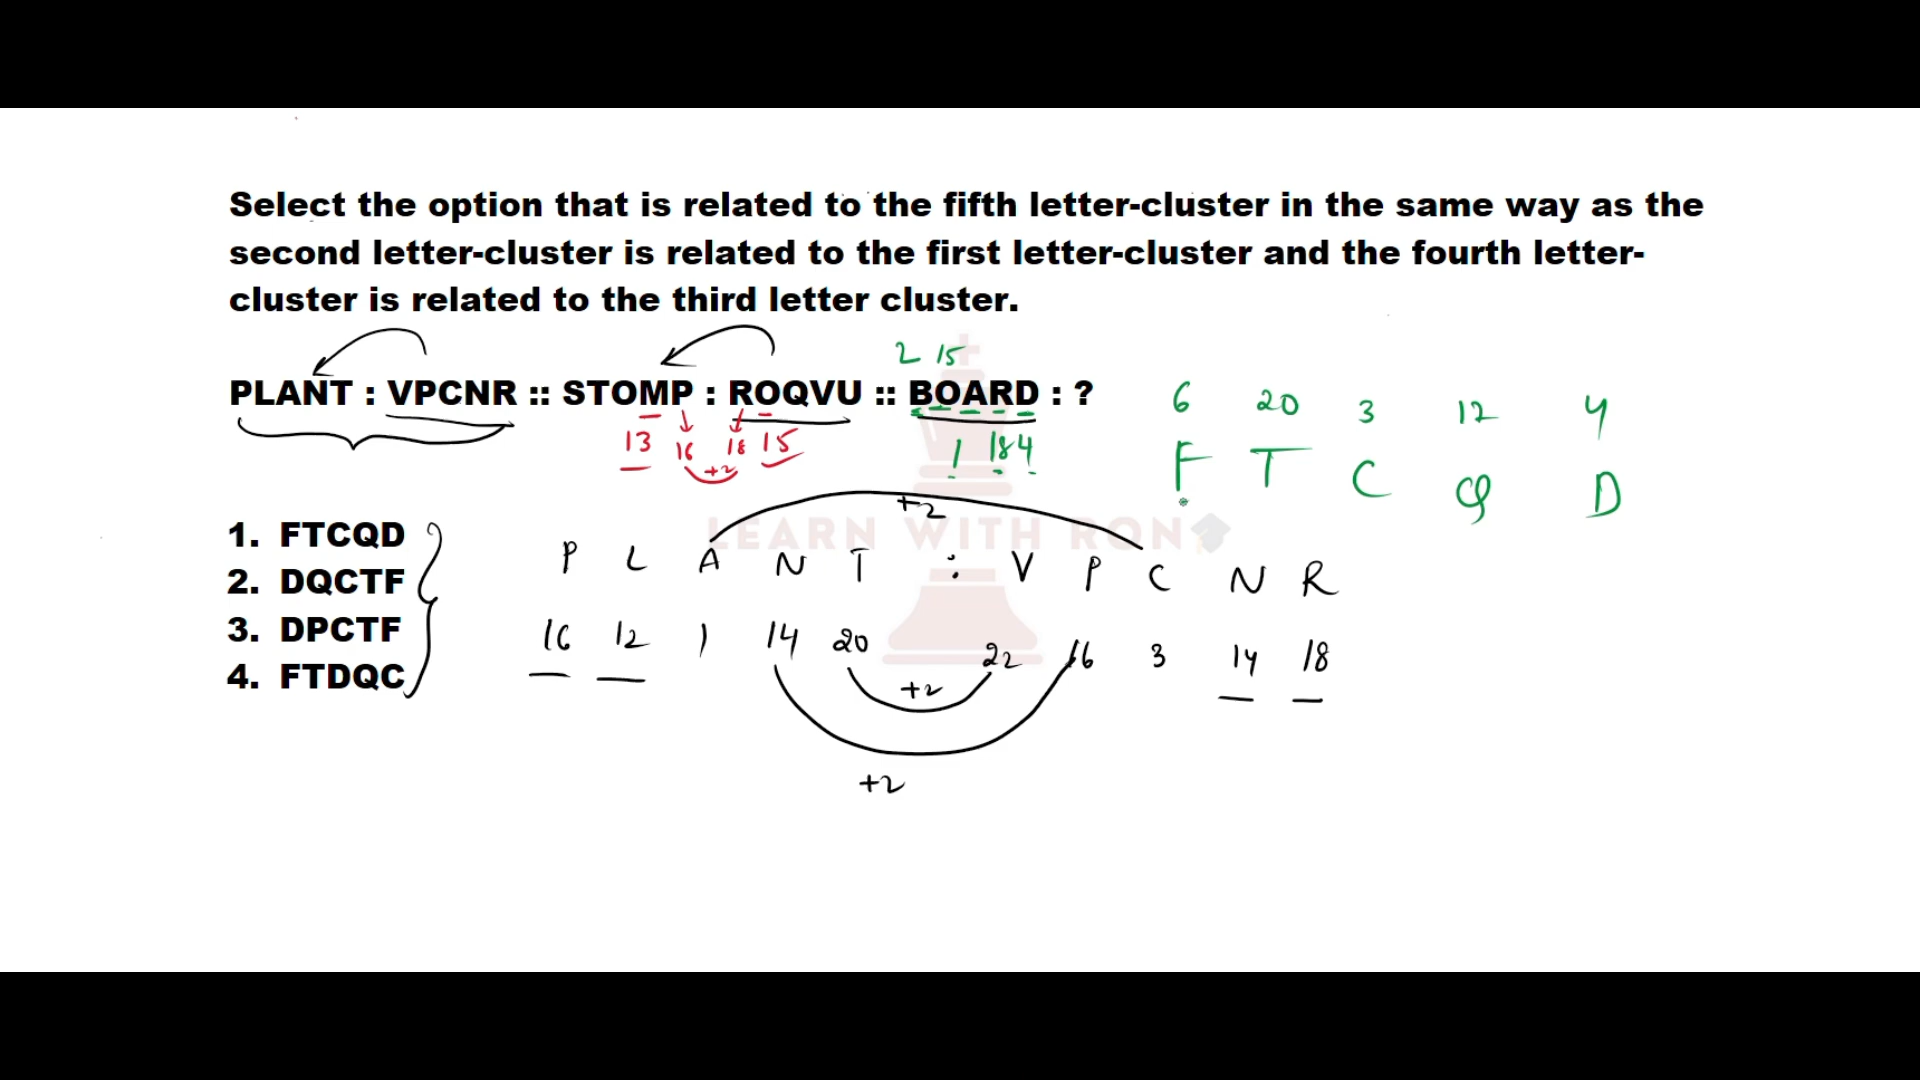 Select the option that is related to the fifth letter-cluster in the same way as the
second letter-cluster is related to the first letter-cluster and the fourth letter-
cluster is related to the third letter cluster.
2 15
PLANT : VPCNR :: STOMP : ROQVU :: BOARD : ?
6 20 3 12 4
13 16 18 15
+2
1 18 4
F T C Q D
+2
LEARN WITH RON
1. FTCQD
2. DQCTF
3. DPCTF
4. FTDQC
P L A N T : V P C N R
16 12 1 14 20 22 16 3 14 18
+2
+2